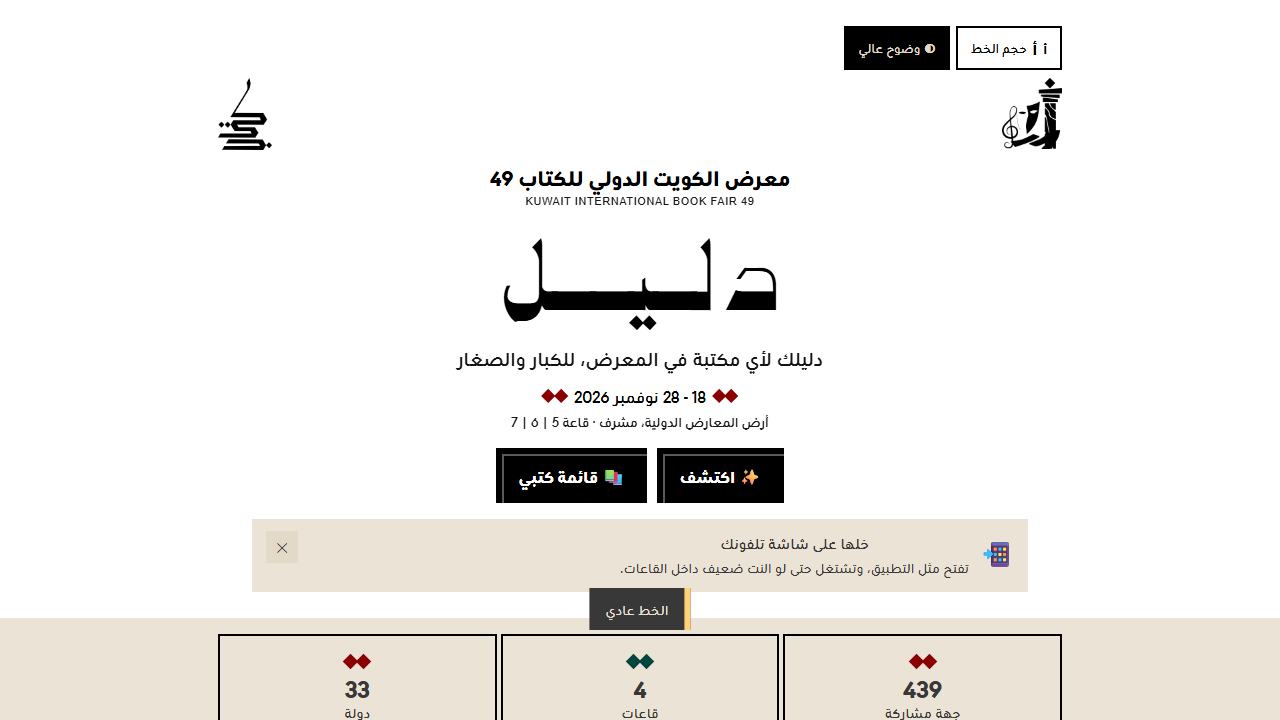 أ أ حجم الخط
وضوح عالي
معرض الكويت الدولي للكتاب 49
KUWAIT INTERNATIONAL BOOK FAIR 49
دليل
دليلك لأي مكتبة في المعرض، للكبار والصغار
18 - 28 نوفمبر 2026
أرض المعارض الدولية، مشرف · قاعة 5 | 6 | 7
✨ اكتشف
📚 قائمة كتبي
خلها على شاشة تلفونك
تفتح مثل التطبيق، وتشتغل حتى لو النت ضعيف داخل القاعات.
الخط عادي
439
جهة مشاركة
4
قاعات
33
دولة